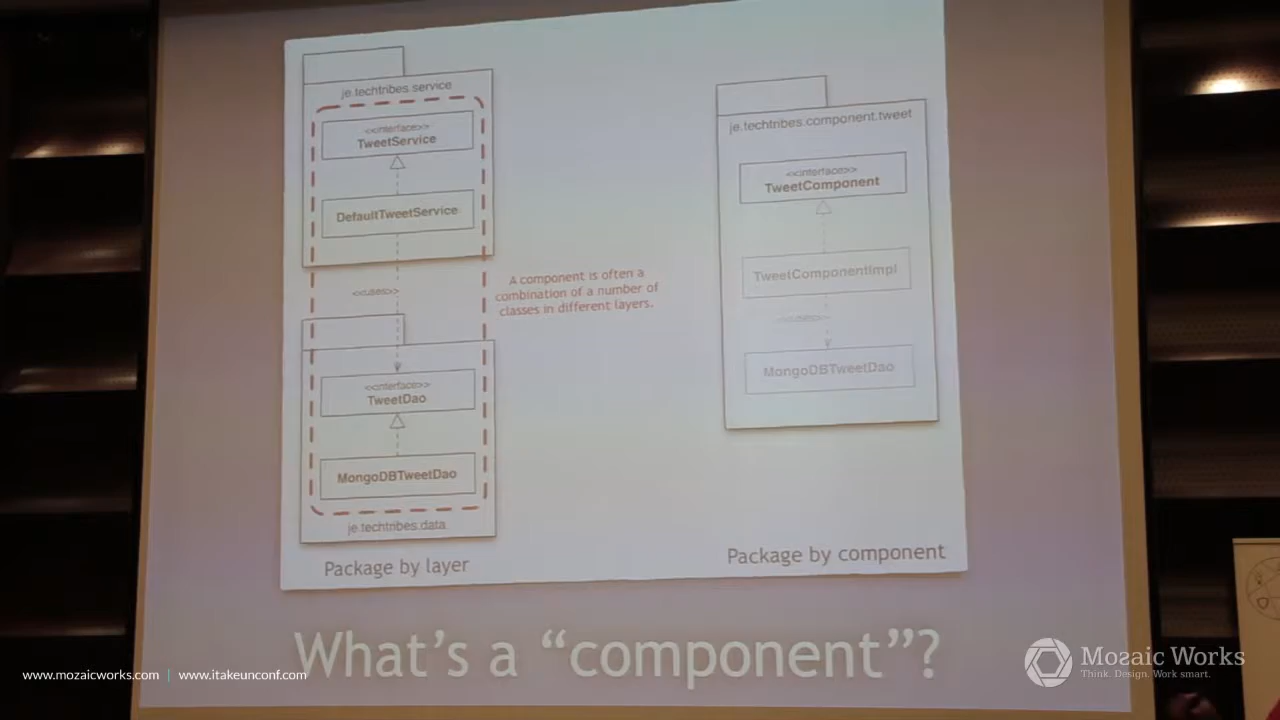 je.techtribes.service
<<interface>>
TweetService
DefaultTweetService
<<uses>>
<<interface>>
TweetDao
MongoDBTweetDao
je.techtribes.data
Package by layer
A component is often a
combination of a number of
classes in different layers.
je.techtribes.component.tweet
<<interface>>
TweetComponent
TweetComponentImpl
<<uses>>
MongoDBTweetDao
Package by component
What's a “component”?
www.mozaicworks.com | www.itakeunconf.com
Mozaic Works
Think. Design. Work smart.